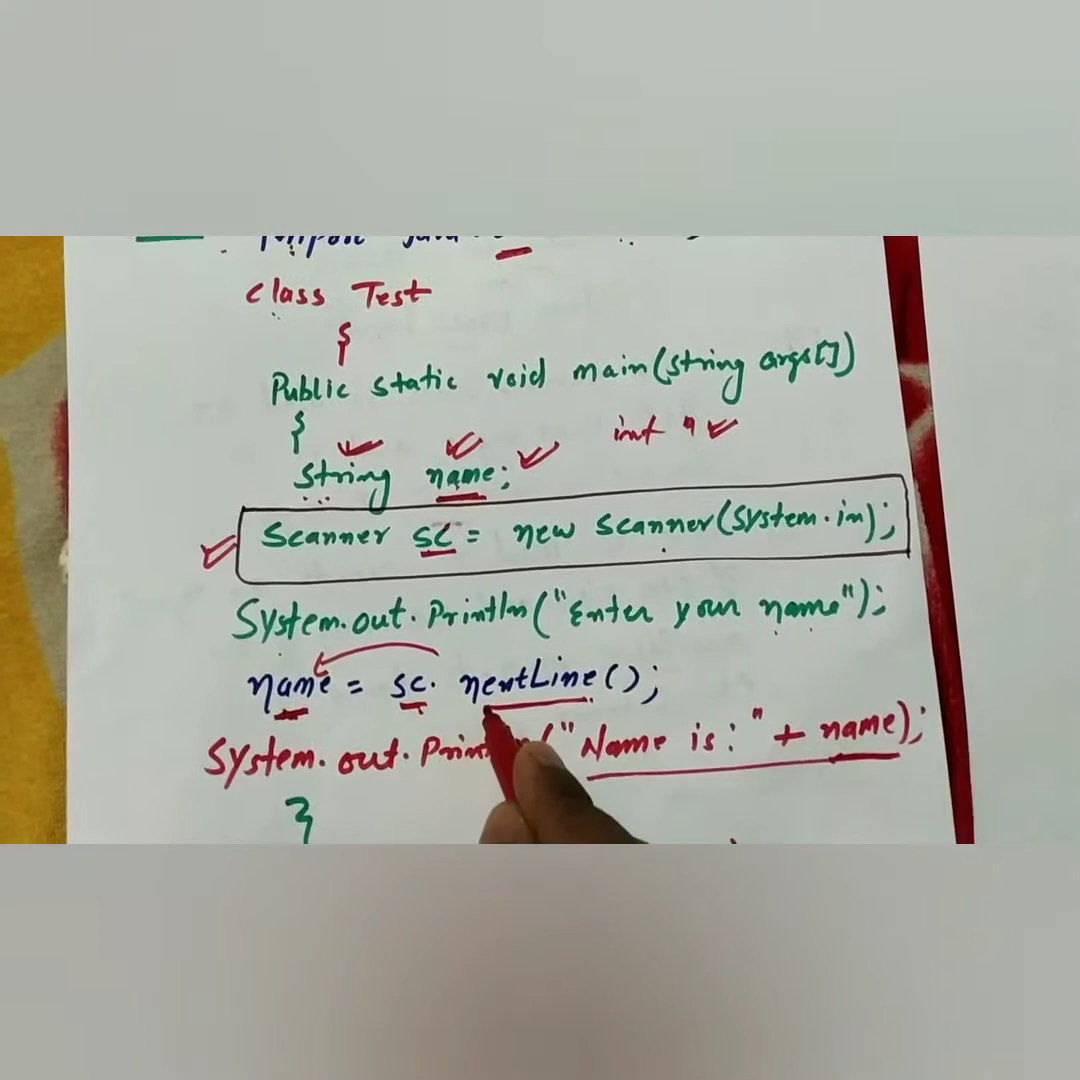 class Test
{
Public static void main(string args[])
{
int a
string name;
Scanner sc = new scanner(system.in);
System.out.Println("Enter your name");
name = sc. nextLine();
System.out. ("Name is:" + name);
}